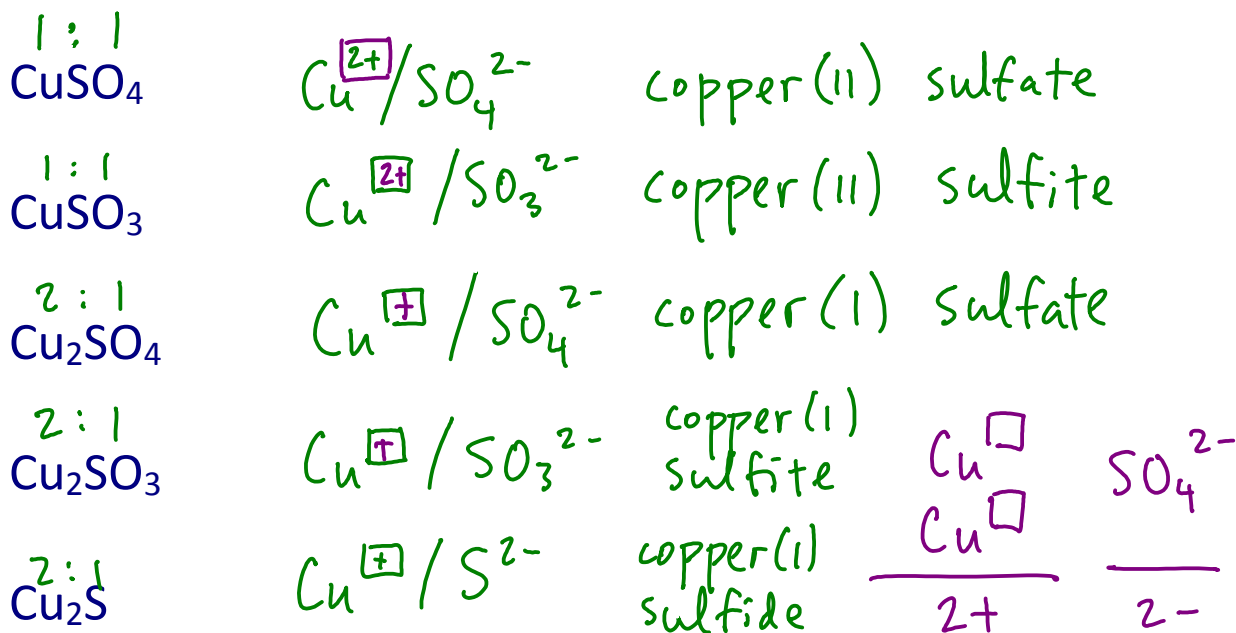 1 : 1
CuSO₄ Cu²⁺ / SO₄²⁻ copper (II) sulfate
1 : 1
CuSO₃ Cu²⁺ / SO₃²⁻ copper (II) sulfite
2 : 1
Cu₂SO₄ Cu⁺ / SO₄²⁻ copper (I) sulfate
2 : 1
Cu₂SO₃ Cu⁺ / SO₃²⁻ copper (I)
sulfite
2 : 1
Cu₂S Cu⁺ / S²⁻ copper (I)
sulfide
Cu□ SO₄²⁻
Cu□
2+ 2-